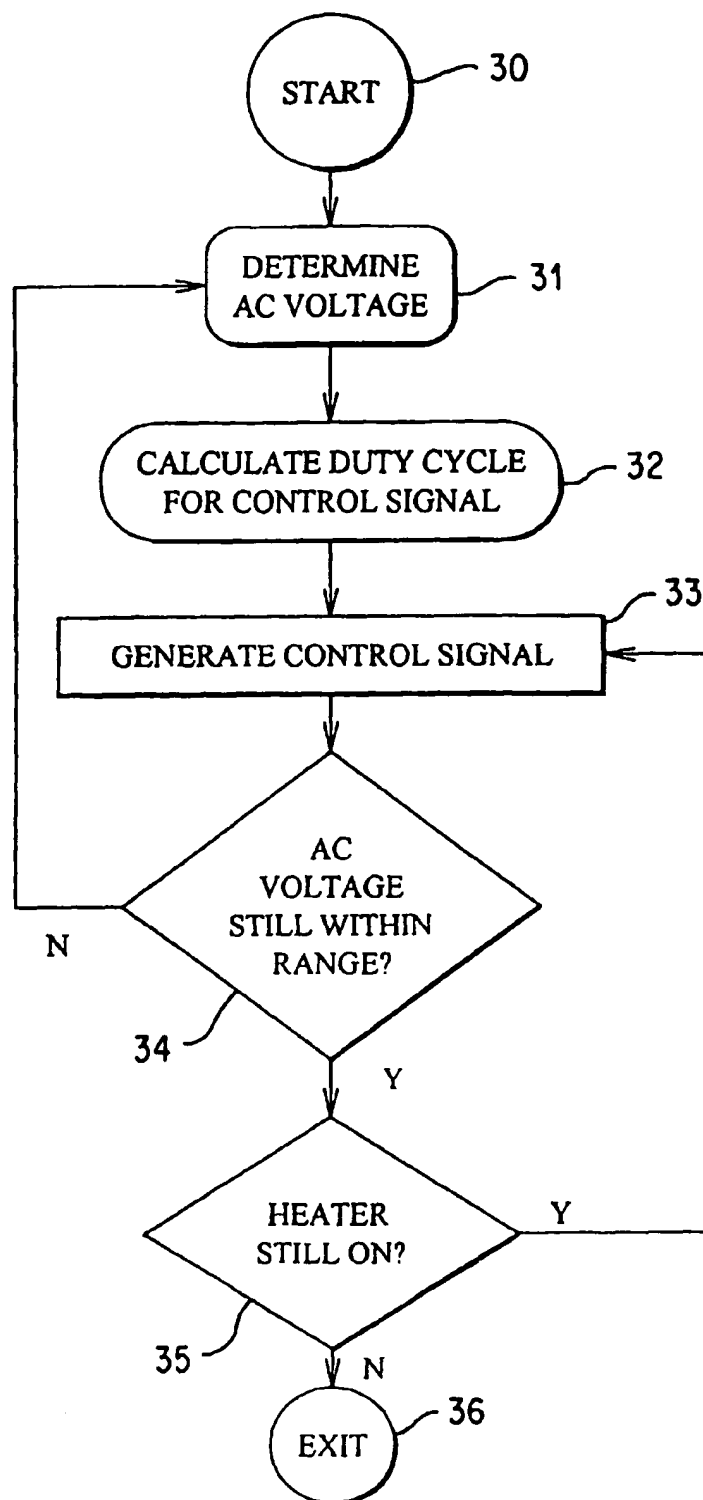 START
30
DETERMINE
AC VOLTAGE
31
CALCULATE DUTY CYCLE
FOR CONTROL SIGNAL
32
GENERATE CONTROL SIGNAL
33
AC
VOLTAGE
STILL WITHIN
RANGE?
N
34
Y
HEATER
STILL ON?
Y
35
N
EXIT
36